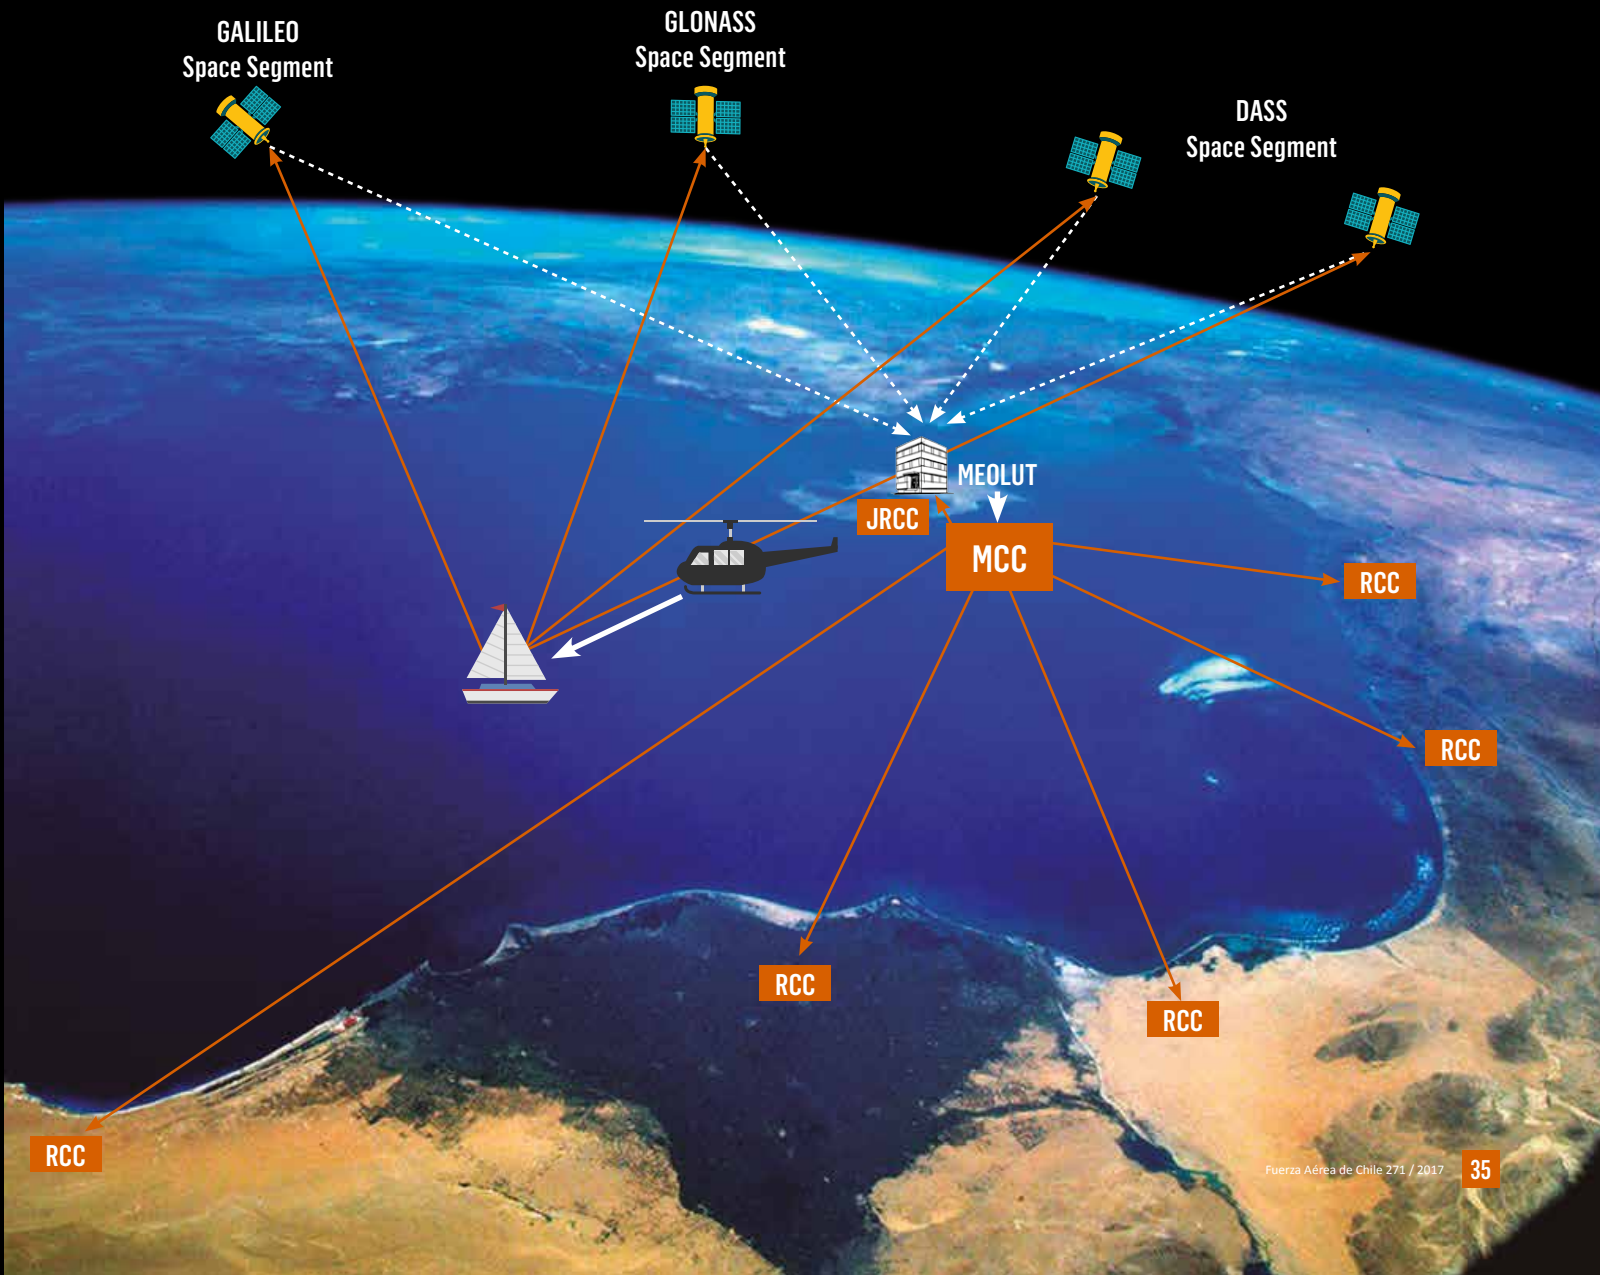 GALILEO
Space Segment
GLONASS
Space Segment
DASS
Space Segment
MEOLUT
JRCC
MCC
RCC
RCC
RCC
RCC
RCC
Fuerza Aérea de Chile 271 / 2017
35